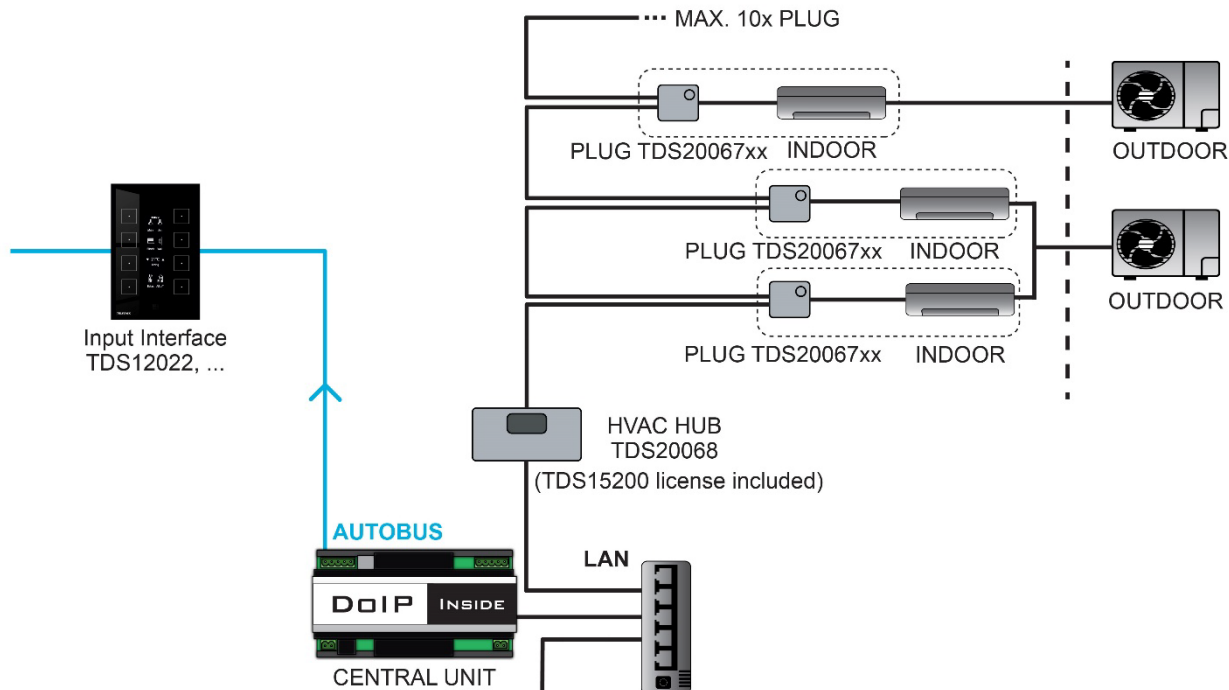 MAX. 10x PLUG
PLUG TDS20067xx
INDOOR
OUTDOOR
PLUG TDS20067xx
INDOOR
OUTDOOR
PLUG TDS20067xx
INDOOR
Input Interface
TDS12022, ...
HVAC HUB
TDS20068
(TDS15200 license included)
AUTOBUS
LAN
DoIP INSIDE
CENTRAL UNIT